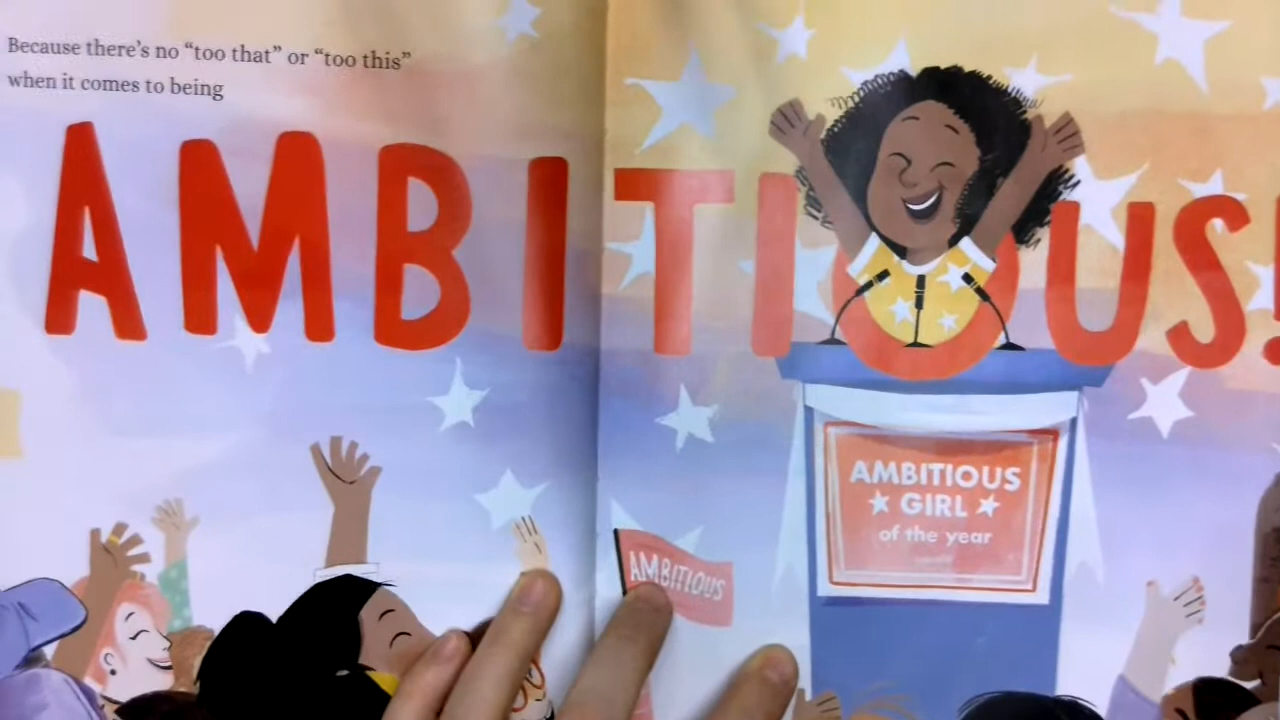 Because there's no “too that” or “too this”
when it comes to being
AMBITIOUS!
AMBITIOUS
GIRL
of the year
AMBITIOUS